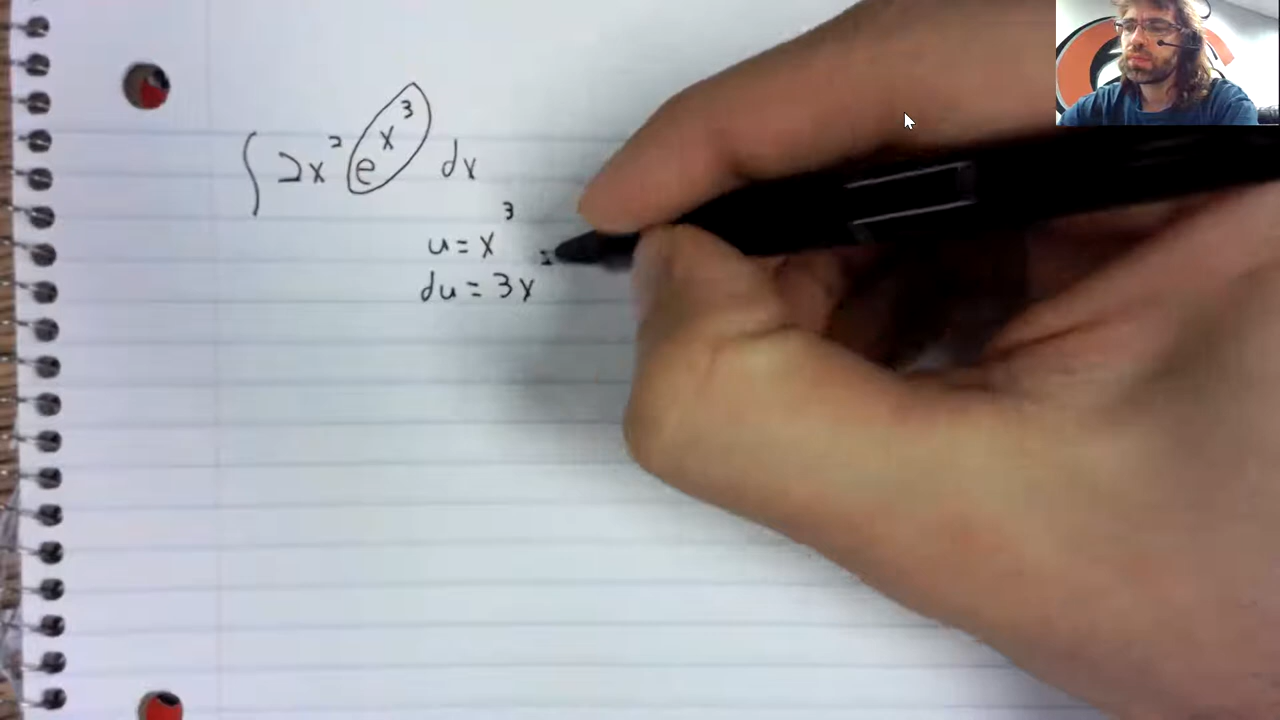 ∫ 2x² e^{x³} dx
u = x³
du = 3x